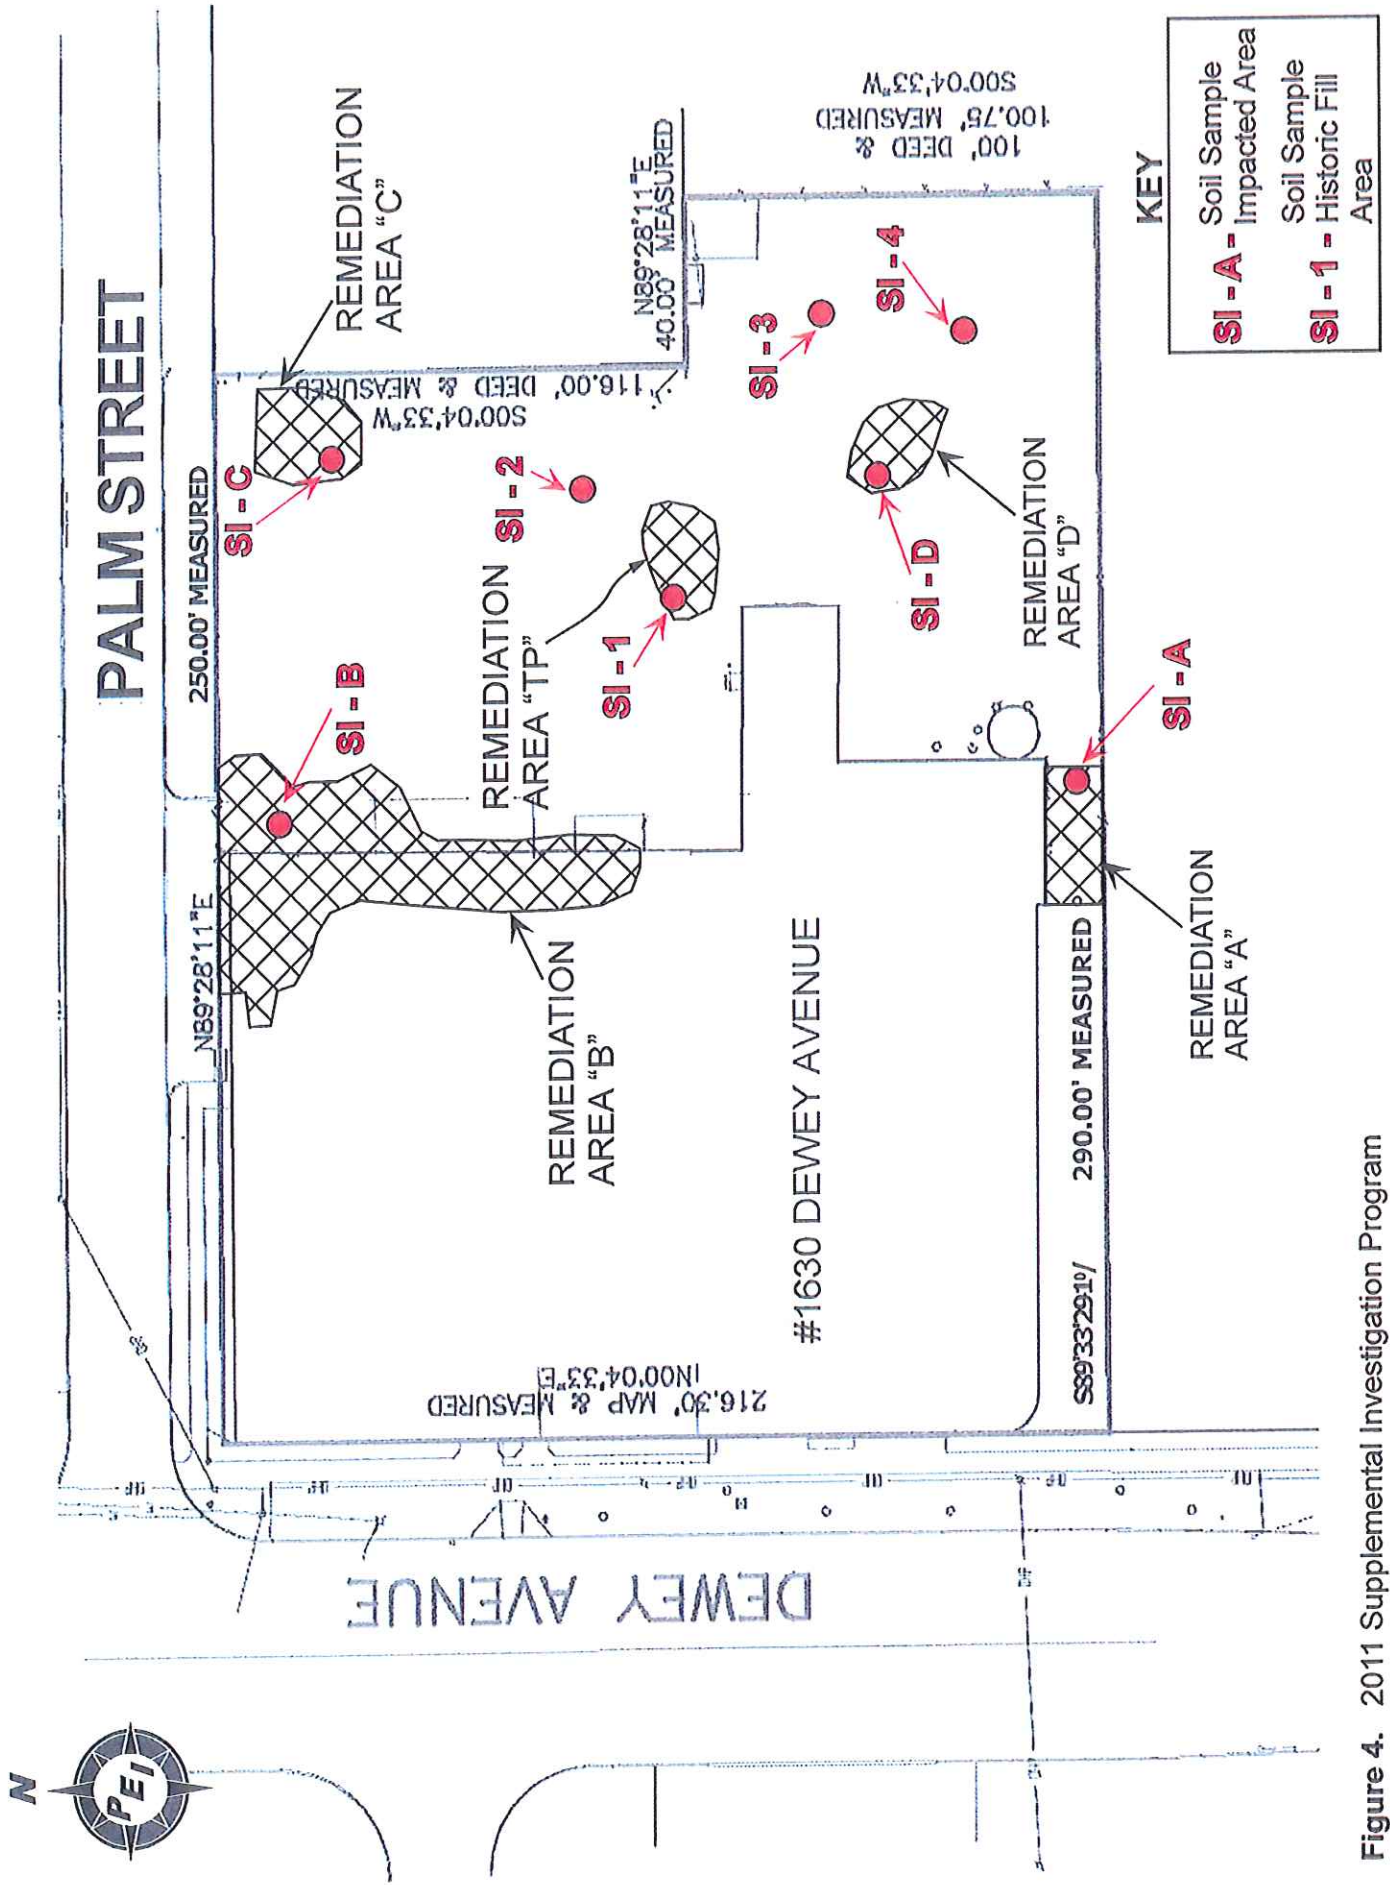 N
PEI
PALM STREET
DEWEY AVENUE
N89°28'11"E
250.00' MEASURED
REMEDIATION
AREA "C"
SI - C
S00°04'33"W
116.00' DEED & MEASURED
N89°28'11"E
40.00' MEASURED
100' DEED &
100.75' MEASURED
S00°04'33"W
SI - B
REMEDIATION
AREA "B"
REMEDIATION
AREA "TP"
SI - 1
SI - 2
SI - 3
SI - 4
SI - D
REMEDIATION
AREA "D"
216.30' MAP & MEASURED
N00°04'33"E
#1630 DEWEY AVENUE
290.00' MEASURED
SI - A
REMEDIATION
AREA "A"
KEY
SI - A - Soil Sample
Impacted Area
Soil Sample
SI - 1 - Historic Fill
Area
Figure 4. 2011 Supplemental Investigation Program